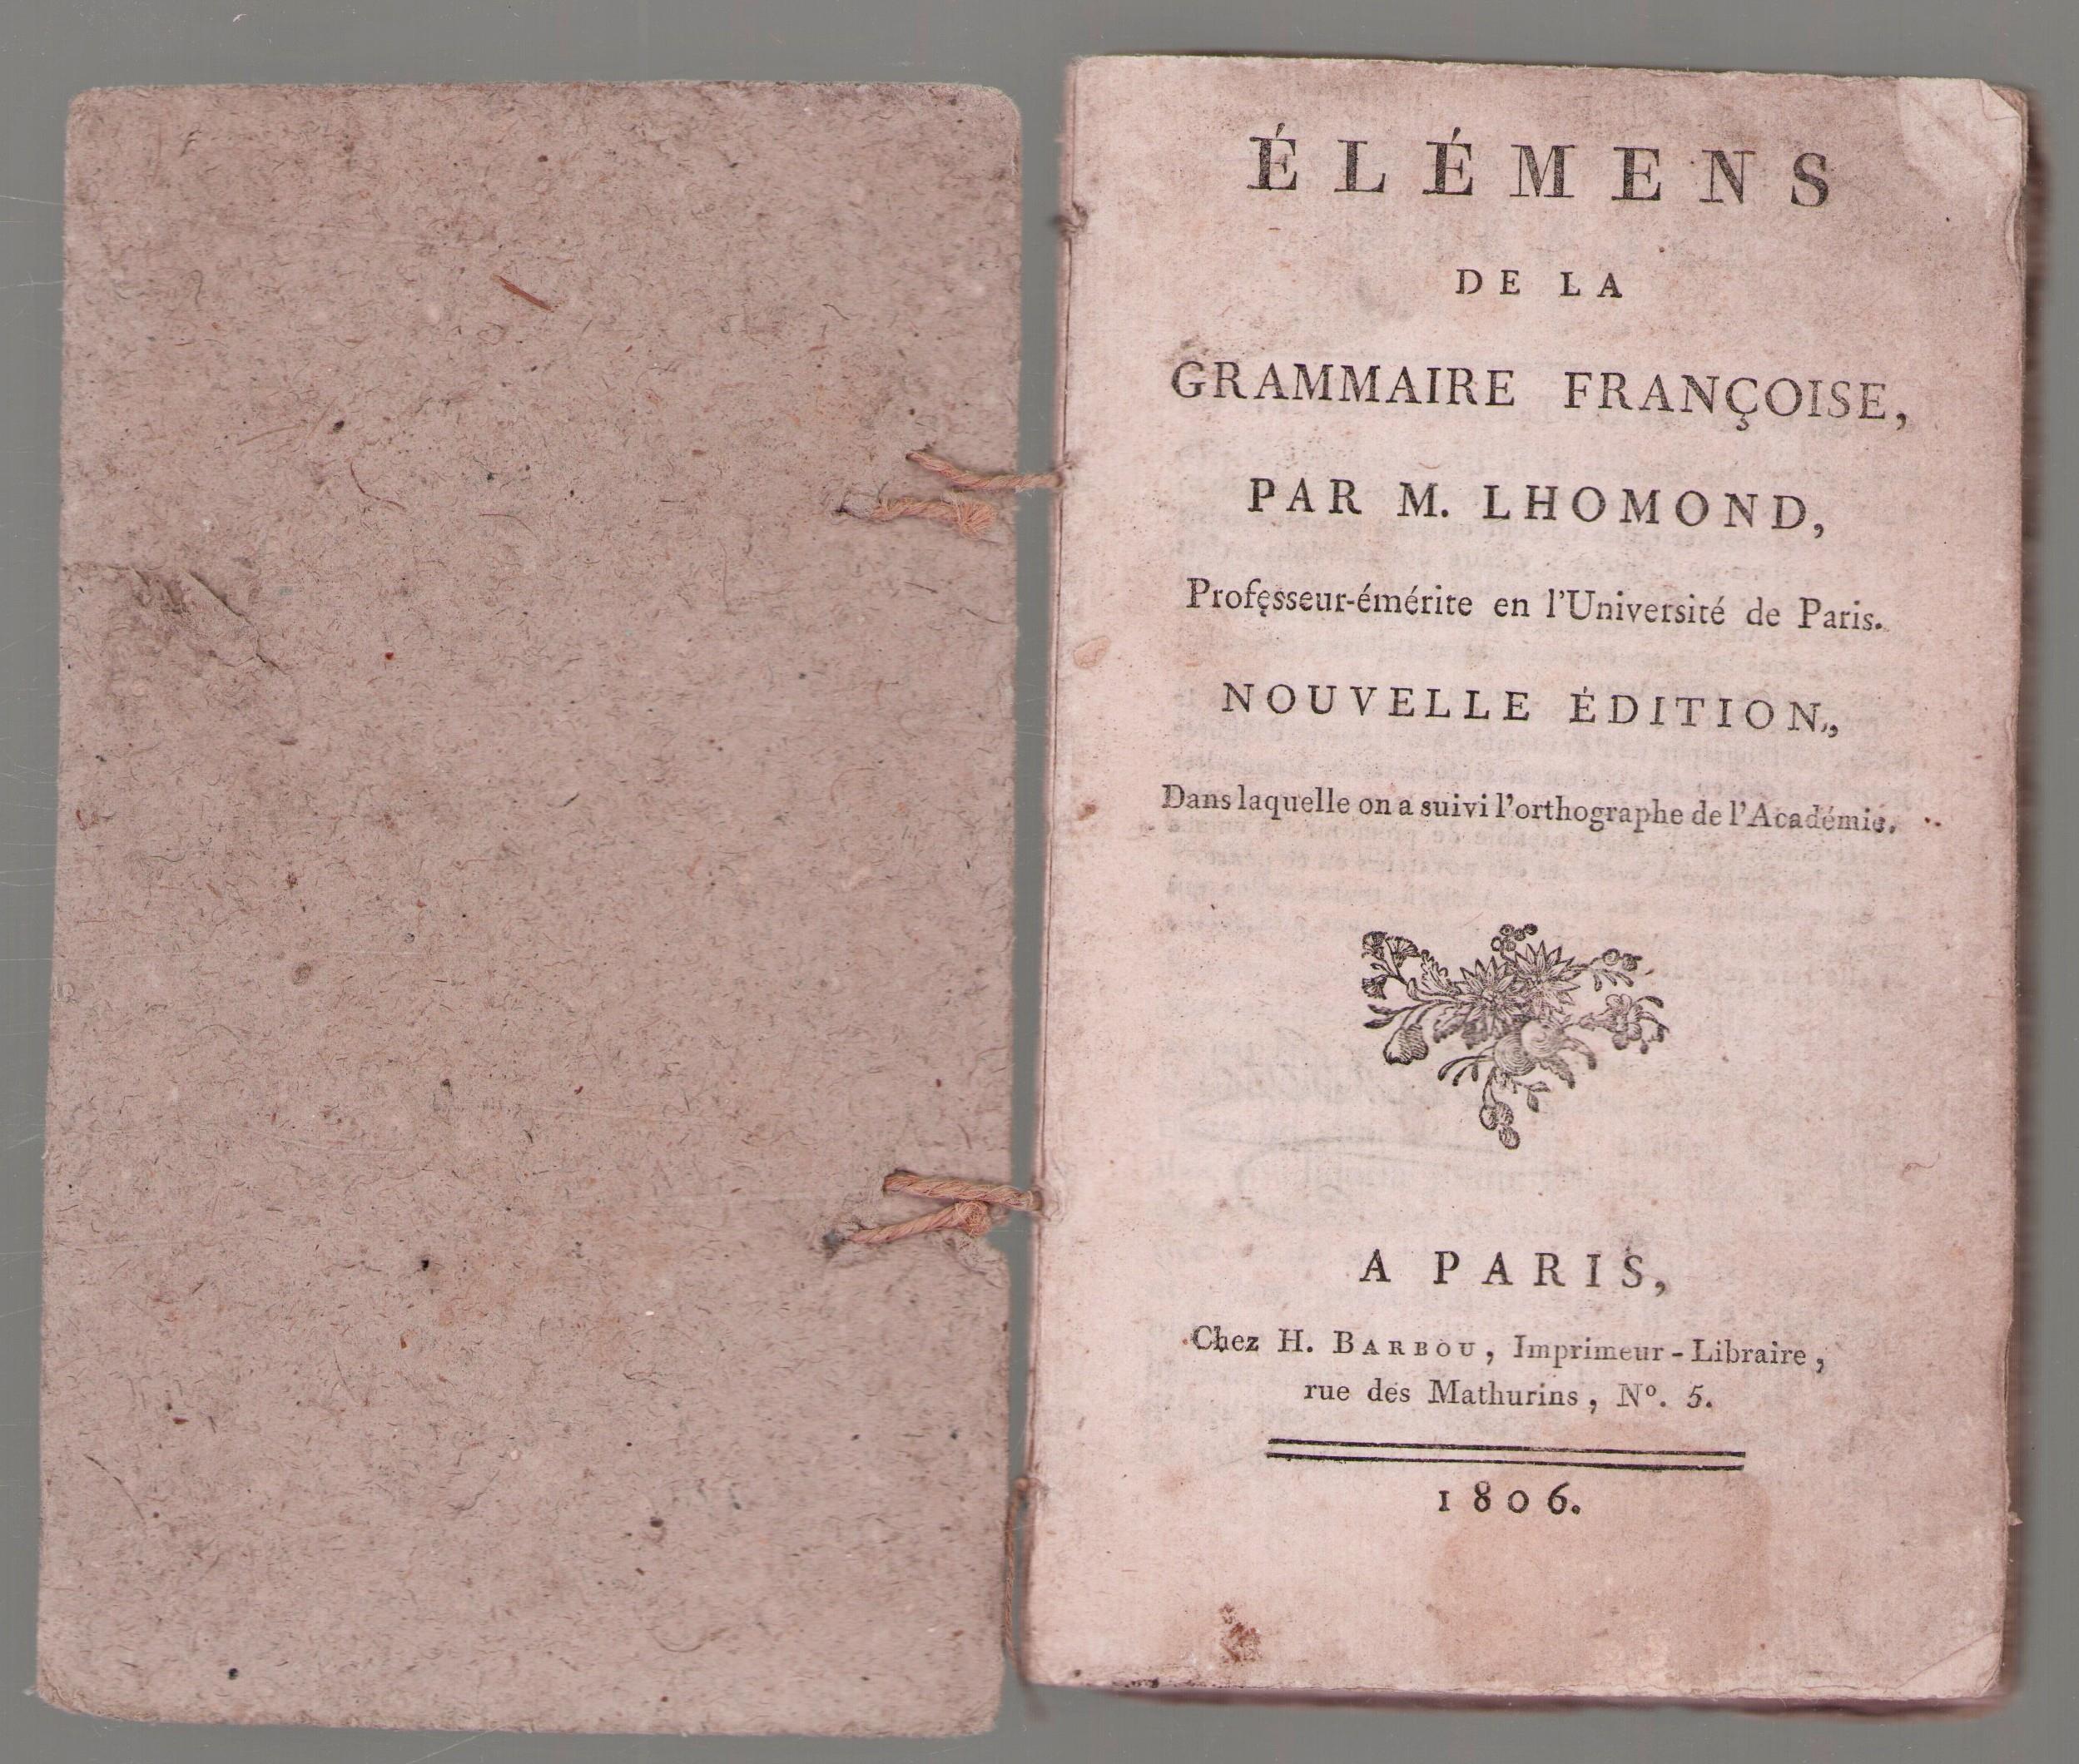 ÉLÉMENS
DE LA
GRAMMAIRE FRANÇOISE,
PAR M. LHOMOND,
Professeur-émérite en l'Université de Paris.
NOUVELLE ÉDITION,
Dans laquelle on a suivi l'orthographe de l'Académie.
A PARIS,
Chez H. BARBOU, Imprimeur-Libraire,
rue des Mathurins, Nº. 5.
1806.